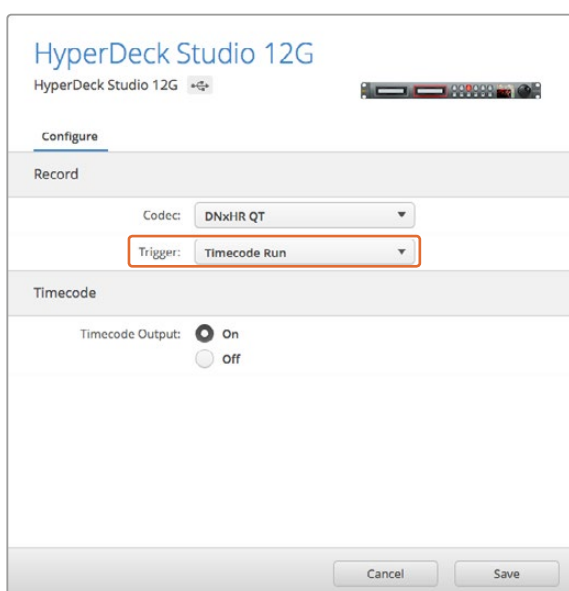 HyperDeck Studio 12G
HyperDeck Studio 12G
Configure
Record
Codec: DNxHR QT
Trigger: Timecode Run
Timecode
Timecode Output: On
Off
Cancel Save